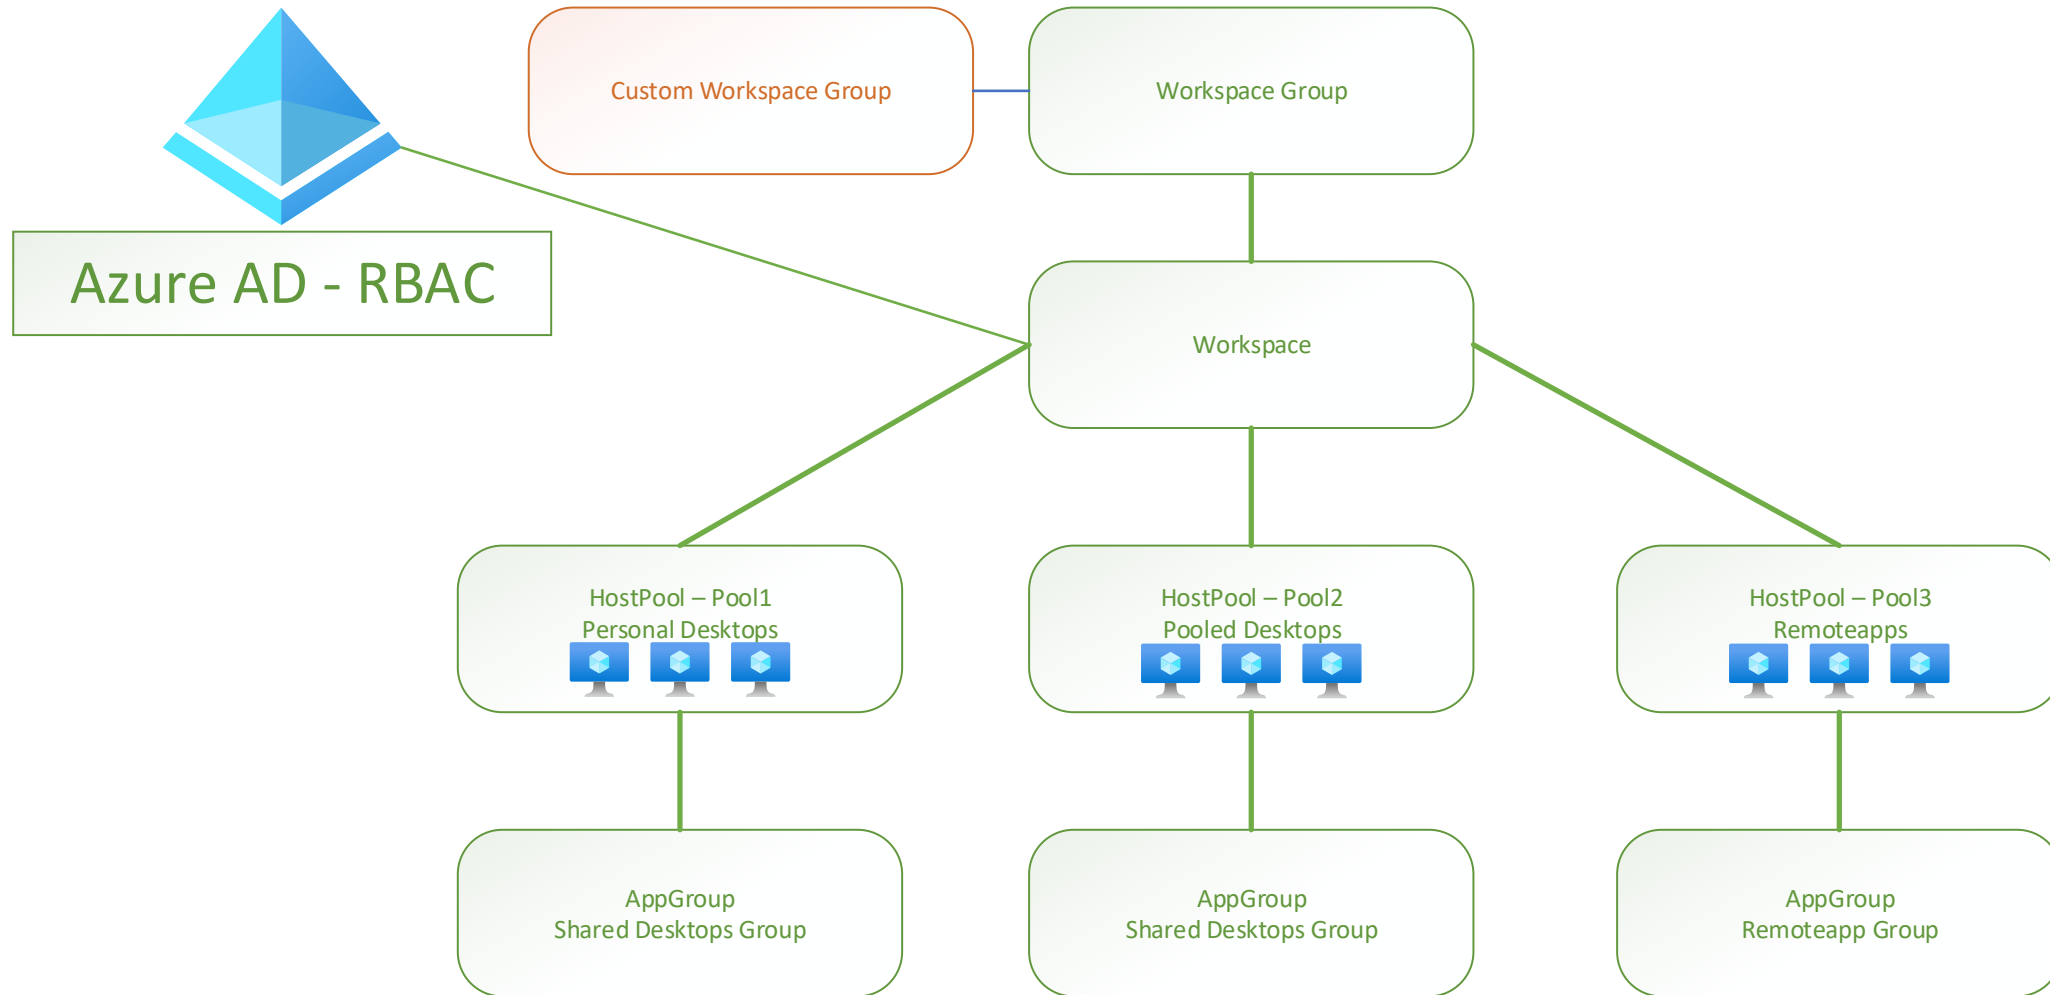 Custom Workspace Group
Workspace Group
Azure AD - RBAC
Workspace
HostPool – Pool1
Personal Desktops
HostPool – Pool2
Pooled Desktops
HostPool – Pool3
Remoteapps
AppGroup
Shared Desktops Group
AppGroup
Shared Desktops Group
AppGroup
Remoteapp Group